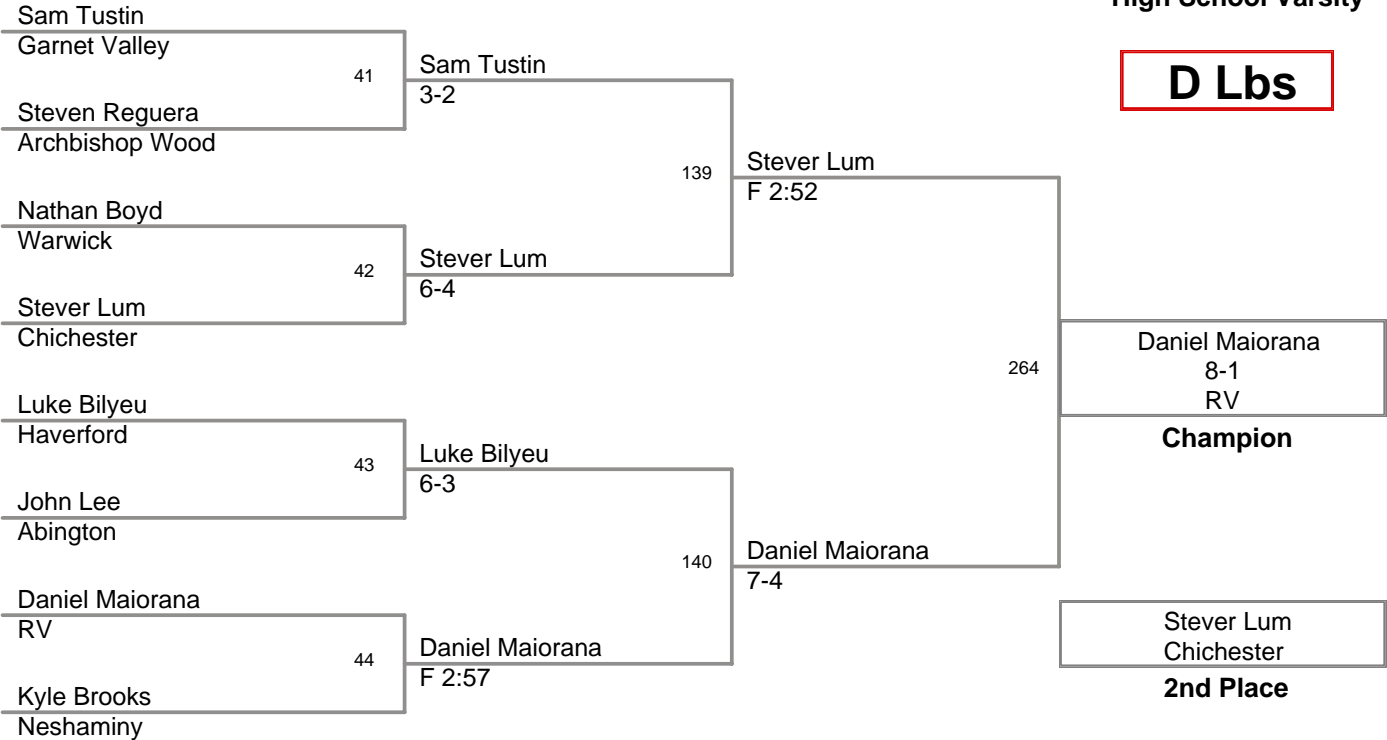 High School Varsity
D Lbs
Sam Tustin
Garnet Valley
41
Steven Reguera
Archbishop Wood
Sam Tustin
3-2
Nathan Boyd
Warwick
42
Stever Lum
Chichester
Stever Lum
6-4
139
Stever Lum
F 2:52
Luke Bilyeu
Haverford
43
John Lee
Abington
Luke Bilyeu
6-3
Daniel Maiorana
RV
44
Kyle Brooks
Neshaminy
Daniel Maiorana
F 2:57
140
Daniel Maiorana
7-4
264
Daniel Maiorana
8-1
RV
Champion
Stever Lum
Chichester
2nd Place